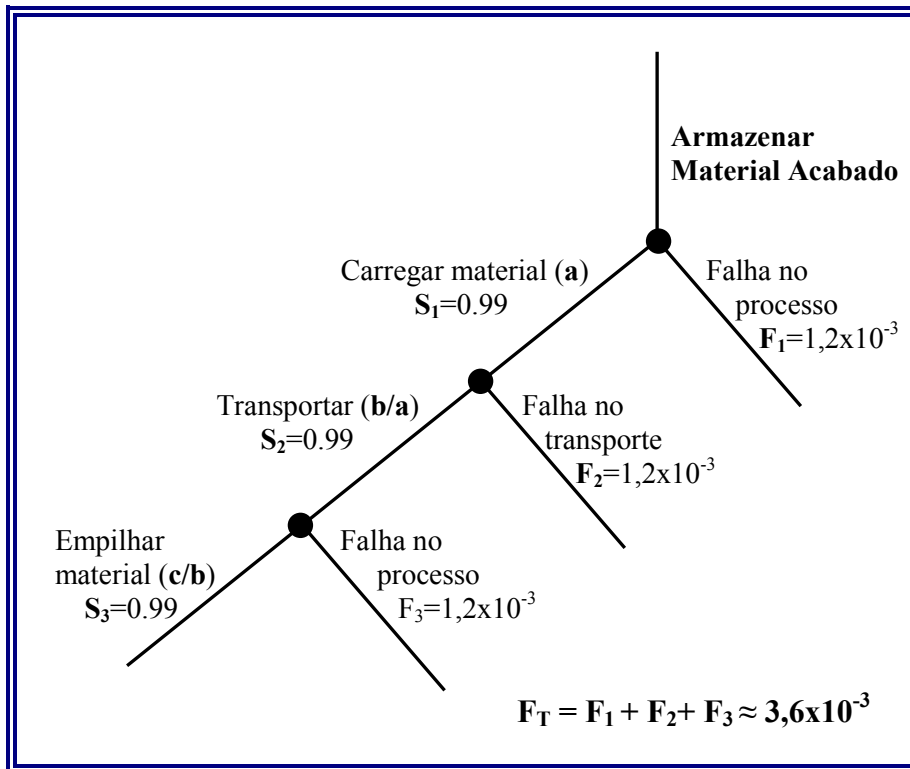 Armazenar
Material Acabado
Carregar material (a)
S₁=0.99
Falha no
processo
F₁=1,2x10⁻³
Transportar (b/a)
S₂=0.99
Falha no
transporte
F₂=1,2x10⁻³
Empilhar
material (c/b)
S₃=0.99
Falha no
processo
F₃=1,2x10⁻³
F_T = F₁ + F₂+ F₃ ≈ 3,6x10⁻³